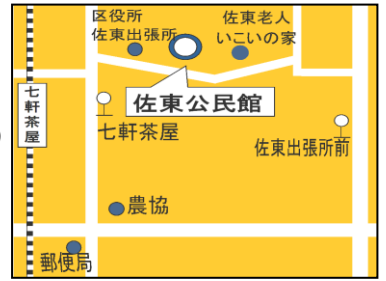 区役所
佐東出張所
佐東老人
いこいの家
七軒茶屋
佐東公民館
七軒茶屋
佐東出張所前
農協
郵便局